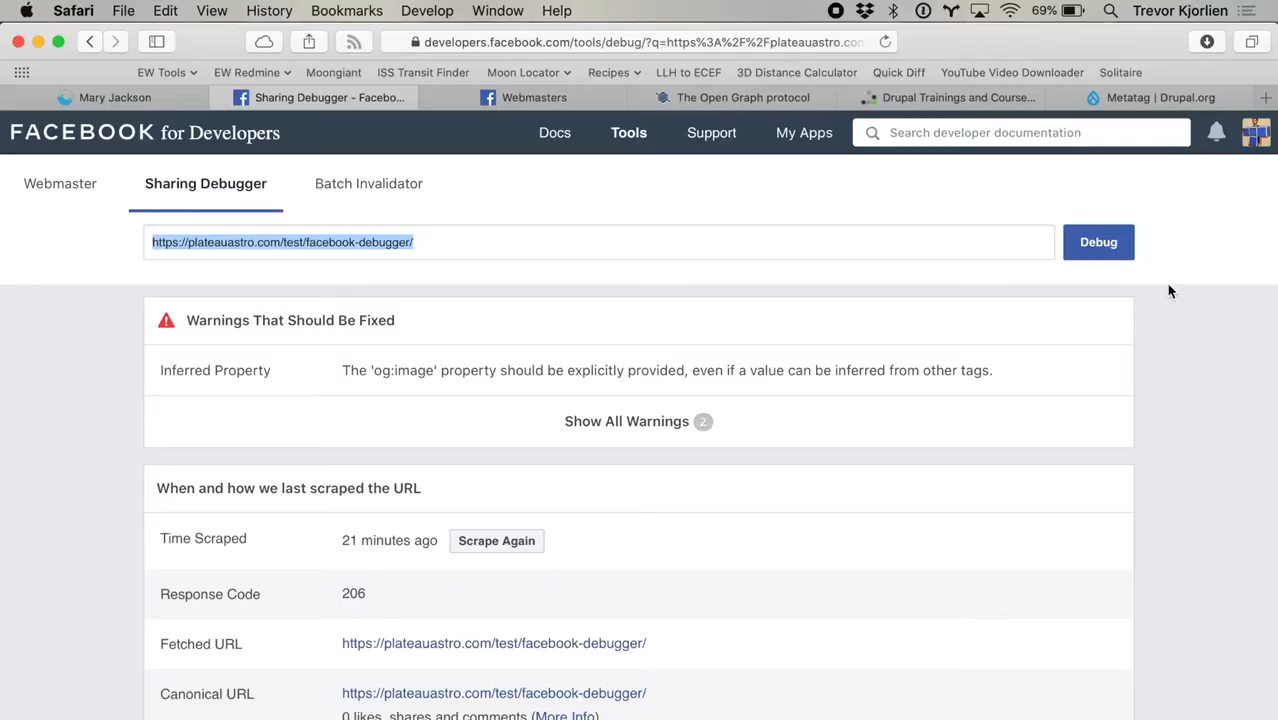 Safari File Edit View History Bookmarks Develop Window Help 69% Trevor Kjorlien
developers.facebook.com/tools/debug/?q=https%3A%2F%2Fplateauastro.con
EW Tools EW Redmine Moongiant ISS Transit Finder Moon Locator Recipes LLH to ECEF 3D Distance Calculator Quick Diff YouTube Video Downloader Solitaire
Mary Jackson Sharing Debugger - Facebo... Webmasters The Open Graph protocol Drupal Trainings and Course... Metatag | Drupal.org
FACEBOOK for Developers Docs Tools Support My Apps Search developer documentation
Webmaster Sharing Debugger Batch Invalidator
https://plateauastro.com/test/facebook-debugger/ Debug
Warnings That Should Be Fixed
Inferred Property The 'og:image' property should be explicitly provided, even if a value can be inferred from other tags.
Show All Warnings 2
When and how we last scraped the URL
Time Scraped 21 minutes ago Scrape Again
Response Code 206
Fetched URL https://plateauastro.com/test/facebook-debugger/
Canonical URL https://plateauastro.com/test/facebook-debugger/
0 likes, shares and comments (More Info)